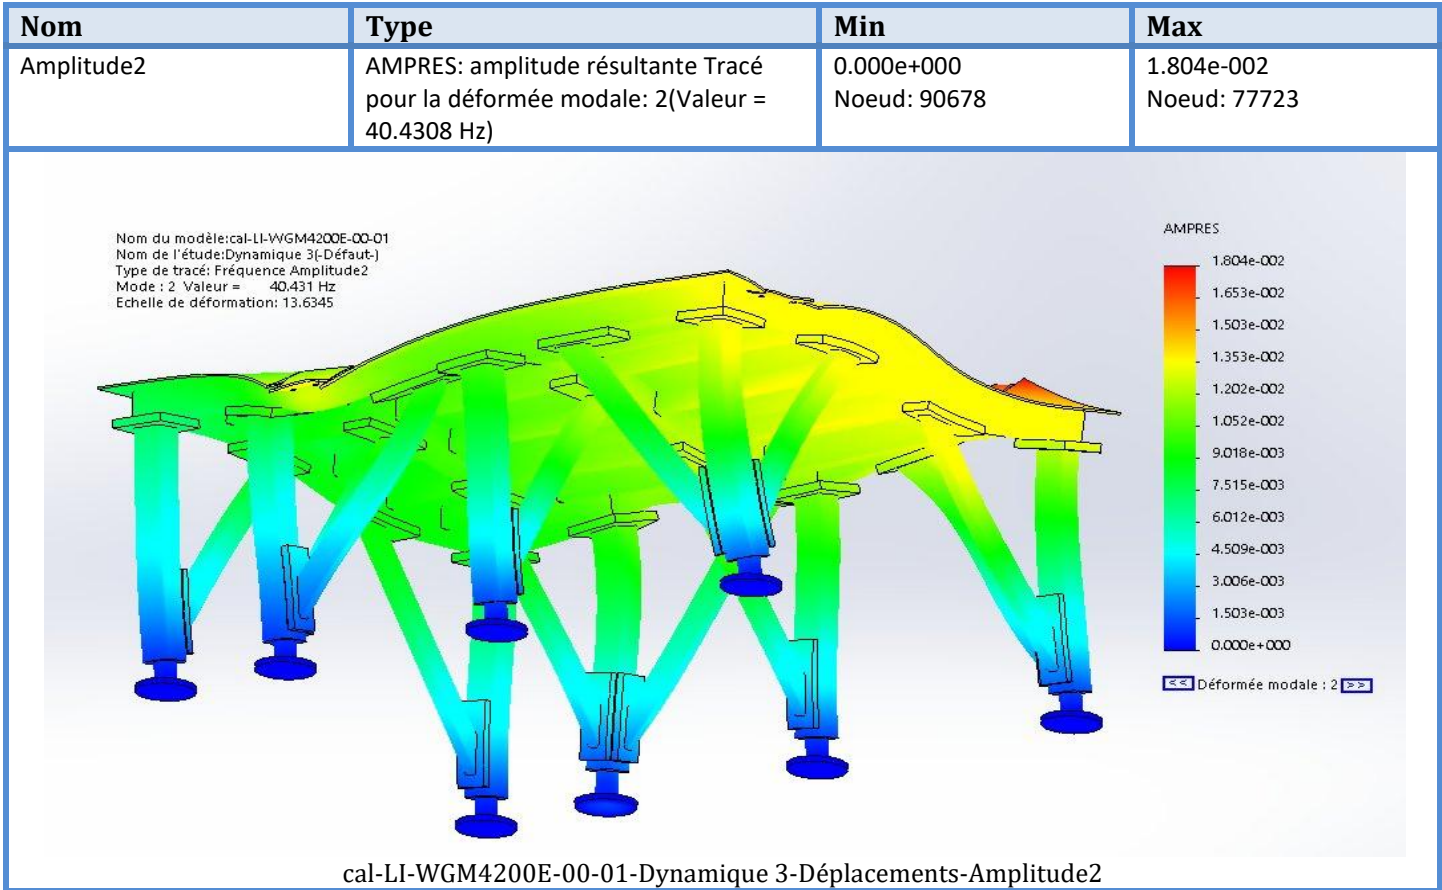 Nom Type Min Max
Amplitude2 AMPRES: amplitude résultante Tracé 0.000e+000 1.804e-002
pour la déformée modale: 2(Valeur = Noeud: 90678 Noeud: 77723
40.4308 Hz)
Nom du modèle:cal-LI-WGM4200E-00-01
Nom de l'étude:Dynamique 3(-Défaut-)
Type de tracé: Fréquence Amplitude2
Mode : 2 Valeur = 40.431 Hz
Echelle de déformation: 13.6345
AMPRES
1.804e-002
1.653e-002
1.503e-002
1.353e-002
1.202e-002
1.052e-002
9.018e-003
7.515e-003
6.012e-003
4.509e-003
3.006e-003
1.503e-003
0.000e+000
<< Déformée modale : 2 >>
cal-LI-WGM4200E-00-01-Dynamique 3-Déplacements-Amplitude2